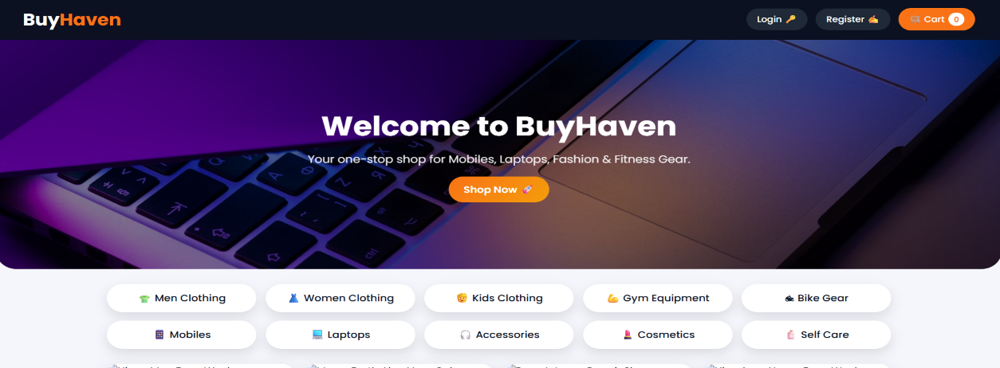 BuyHaven
Login
Register
Cart 0
Welcome to BuyHaven
Your one-stop shop for Mobiles, Laptops, Fashion & Fitness Gear.
Shop Now
Men Clothing
Women Clothing
Kids Clothing
Gym Equipment
Bike Gear
Mobiles
Laptops
Accessories
Cosmetics
Self Care